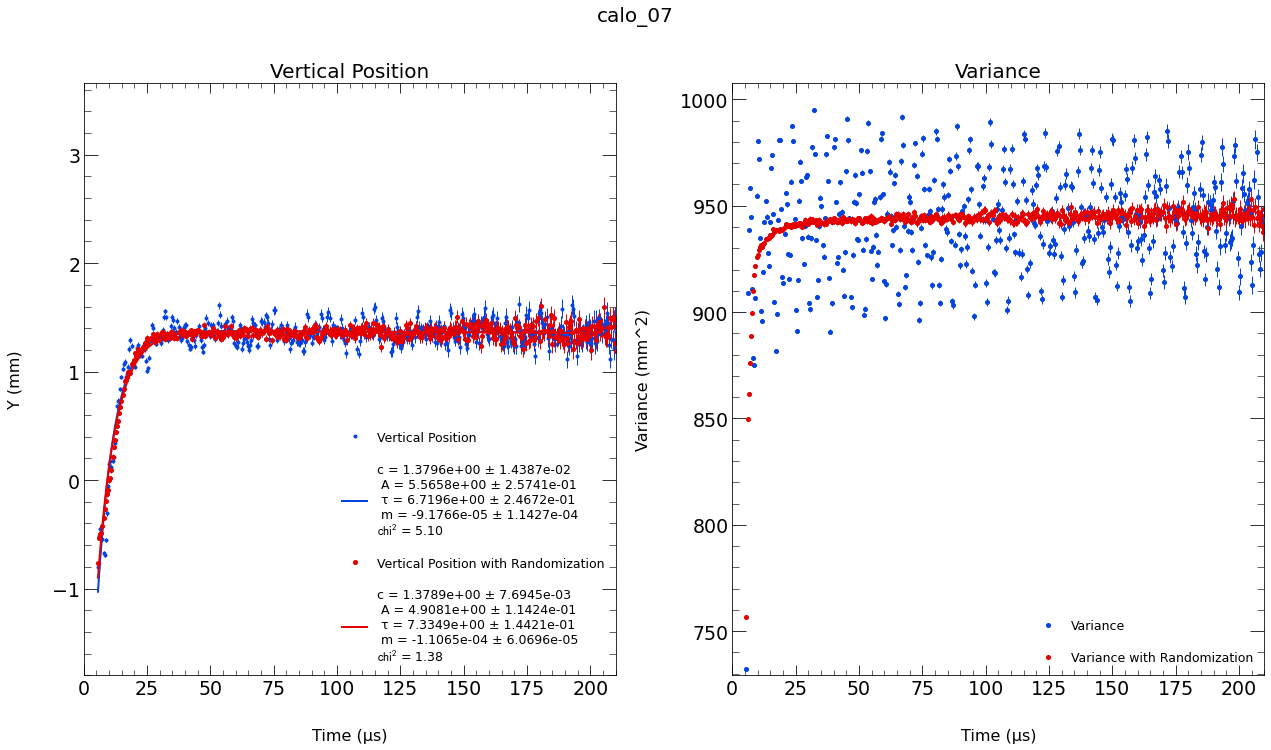 calo_07
Vertical Position
Y (mm)
3
2
1
0
−1
0 25 50 75 100 125 150 175 200
Time (μs)
Vertical Position
c = 1.3796e+00 ± 1.4387e-02
A = 5.5658e+00 ± 2.5741e-01
τ = 6.7196e+00 ± 2.4672e-01
m = -9.1766e-05 ± 1.1427e-04
chi² = 5.10
Vertical Position with Randomization
c = 1.3789e+00 ± 7.6945e-03
A = 4.9081e+00 ± 1.1424e-01
τ = 7.3349e+00 ± 1.4421e-01
m = -1.1065e-04 ± 6.0696e-05
chi² = 1.38
Variance
Variance (mm^2)
1000
950
900
850
800
750
0 25 50 75 100 125 150 175 200
Time (μs)
Variance
Variance with Randomization